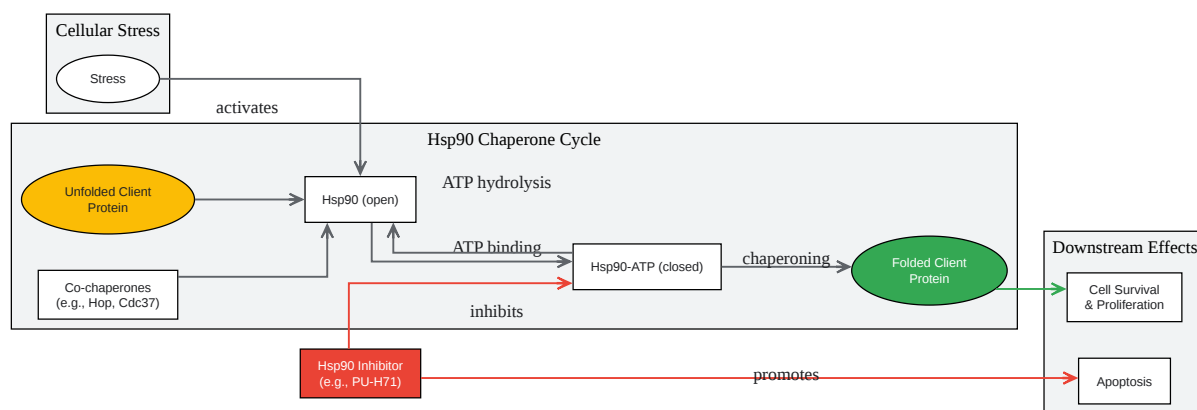 Cellular Stress
Stress
activates
Hsp90 Chaperone Cycle
Unfolded Client
Protein
Hsp90 (open)
ATP hydrolysis
ATP binding
Hsp90-ATP (closed)
chaperoning
Folded Client
Protein
Co-chaperones
(e.g., Hop, Cdc37)
inhibits
Downstream Effects
Cell Survival
& Proliferation
Hsp90 Inhibitor
(e.g., PU-H71)
promotes
Apoptosis